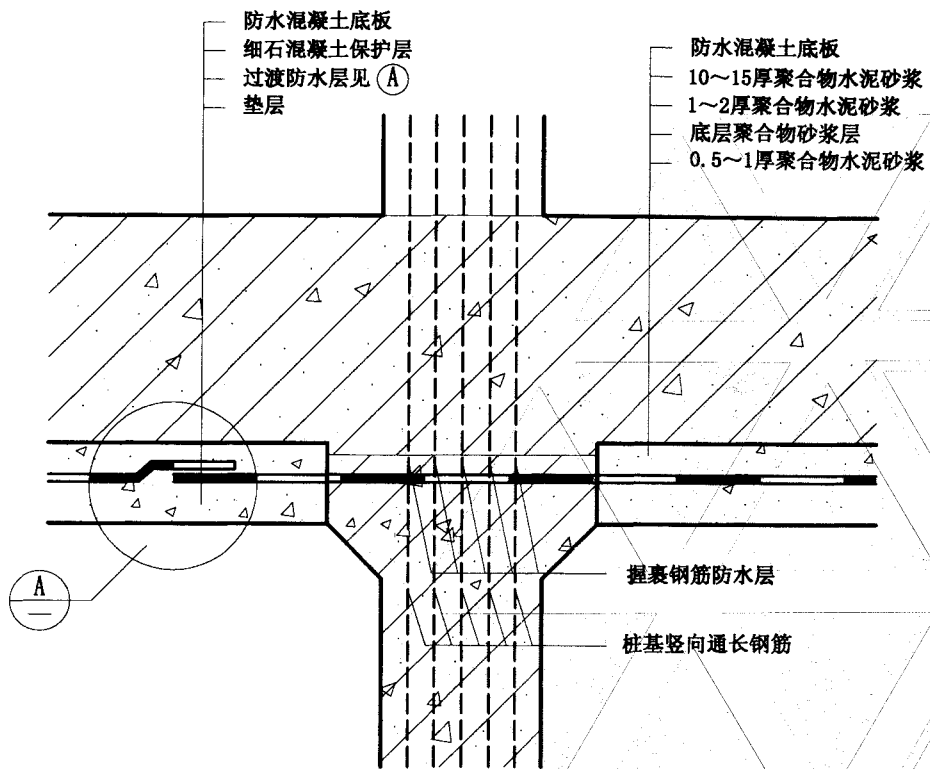 防水混凝土底板
细石混凝土保护层
过渡防水层见Ⓐ
垫层
防水混凝土底板
10～15厚聚合物水泥砂浆
1～2厚聚合物水泥砂浆
底层聚合物砂浆层
0.5～1厚聚合物水泥砂浆
握裹钢筋防水层
A
—
桩基竖向通长钢筋